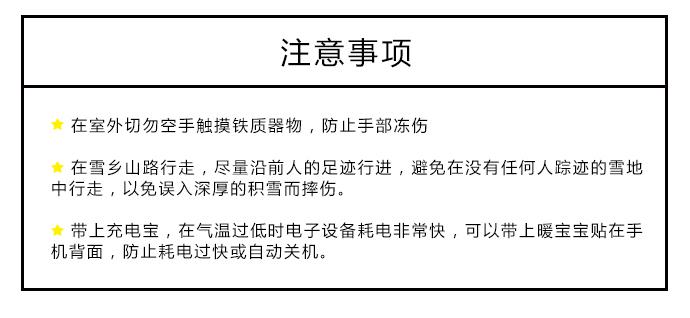 注意事项
在室外切勿空手触摸铁质器物，防止手部冻伤
在雪乡山路行走，尽量沿前人的足迹行进，避免在没有任何人踪迹的雪地
中行走，以免误入深厚的积雪而摔伤。
带上充电宝，在气温过低时电子设备耗电非常快，可以带上暖宝宝贴在手
机背面，防止耗电过快或自动关机。